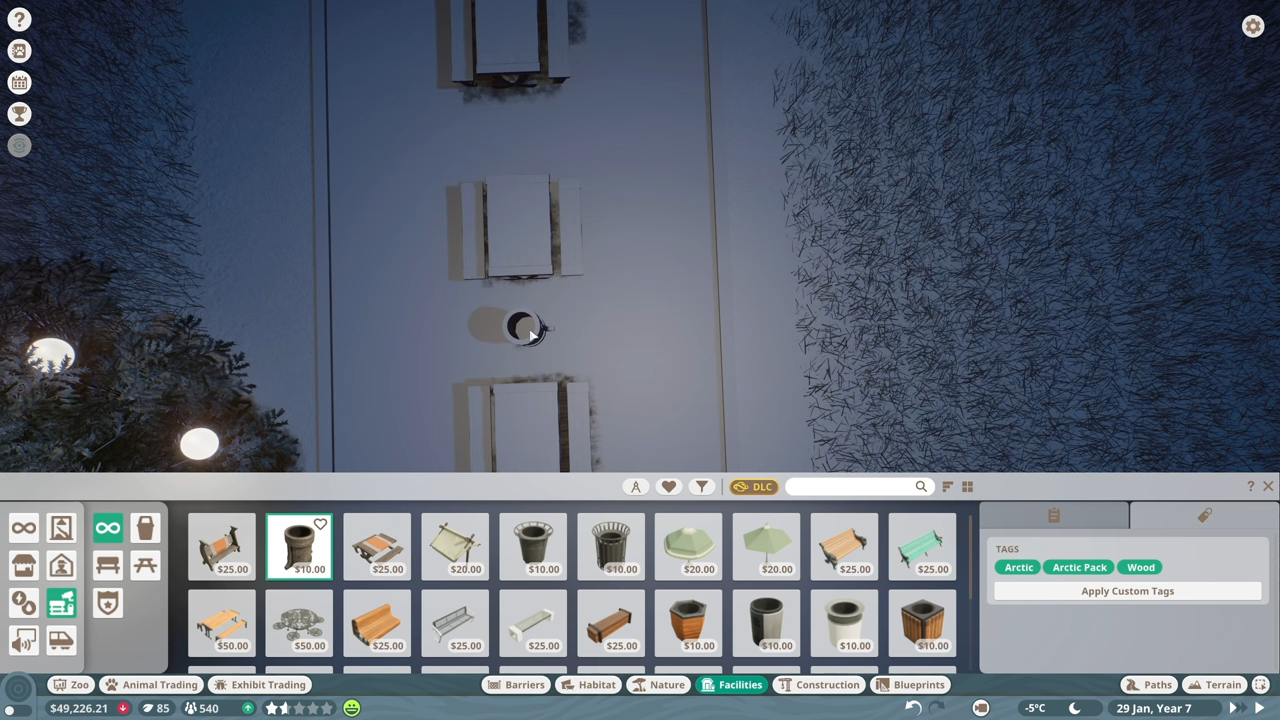 ?
DLC
? X
$25.00 $10.00 $25.00 $20.00 $10.00 $10.00 $20.00 $20.00 $25.00 $25.00
TAGS
Arctic Arctic Pack Wood
Apply Custom Tags
$50.00 $50.00 $25.00 $25.00 $25.00 $25.00 $10.00 $10.00 $10.00 $10.00
Zoo Animal Trading Exhibit Trading Barriers Habitat Nature Facilities Construction Blueprints Paths Terrain
$49,226.21 85 540 -5°C 29 Jan, Year 7